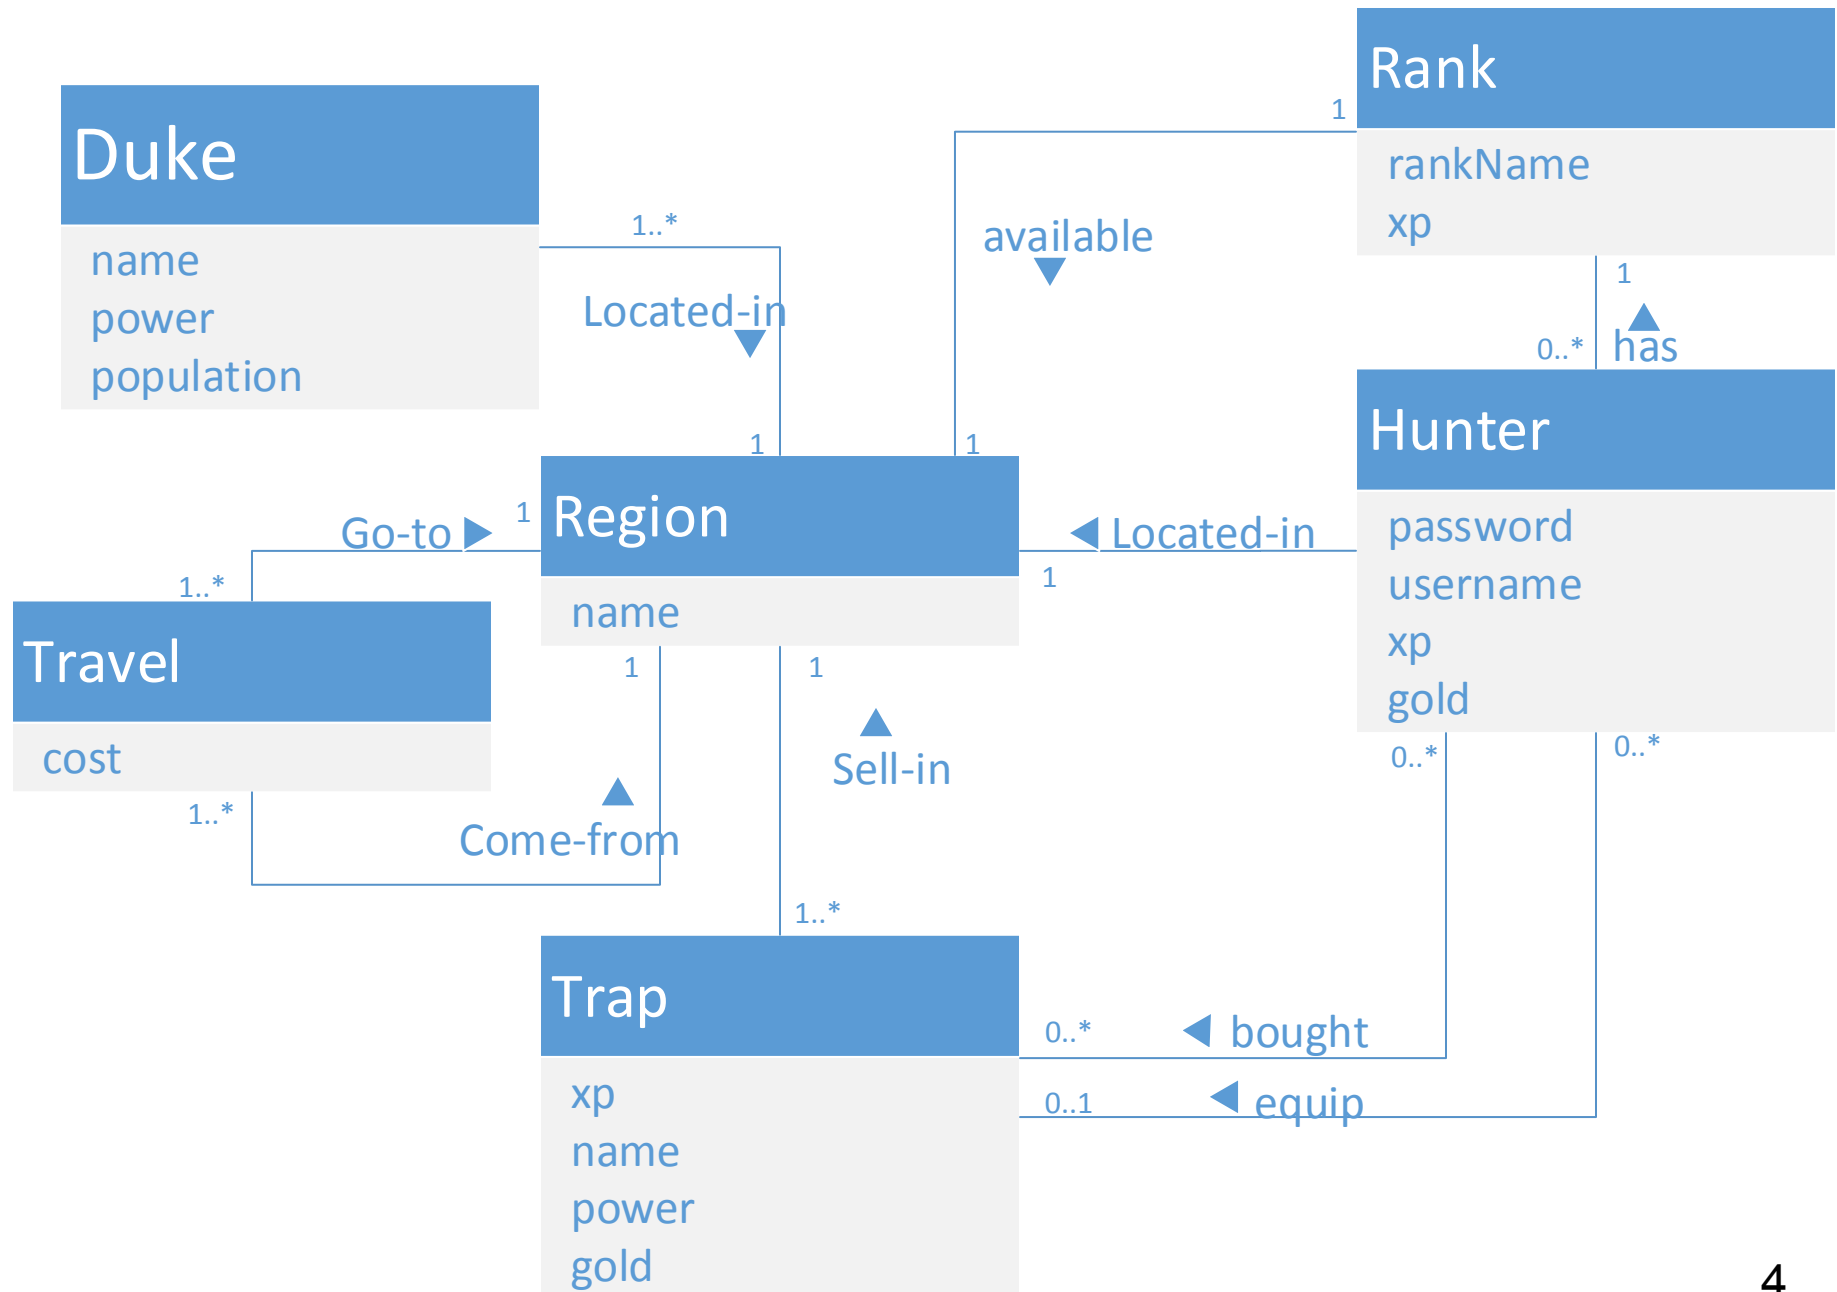 Rank
rankName
xp
1
1
available
1
Duke
name
power
population
1..*
Located-in
1
1
has
0..*
Hunter
password
username
xp
gold
0..*
0..*
Located-in
1
Region
name
Go-to
1
1..*
Travel
cost
1..*
Come-from
1
1
Sell-in
1..*
Trap
xp
name
power
gold
0..*
bought
0..1
equip
4